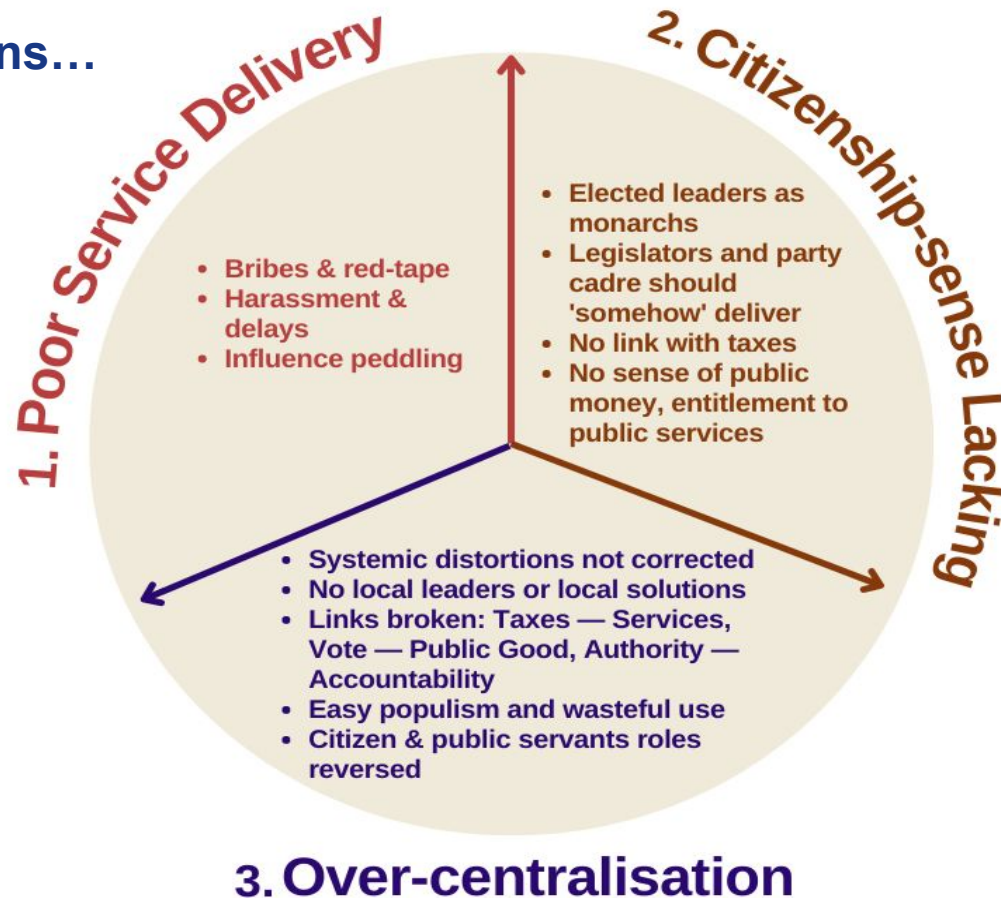 ns…
1. Poor Service Delivery
• Bribes & red-tape
• Harassment &
delays
• Influence peddling
2. Citizenship-sense Lacking
• Elected leaders as
monarchs
• Legislators and party
cadre should
'somehow' deliver
• No link with taxes
• No sense of public
money, entitlement to
public services
• Systemic distortions not corrected
• No local leaders or local solutions
• Links broken: Taxes — Services,
Vote — Public Good, Authority —
Accountability
• Easy populism and wasteful use
• Citizen & public servants roles
reversed
3. Over-centralisation